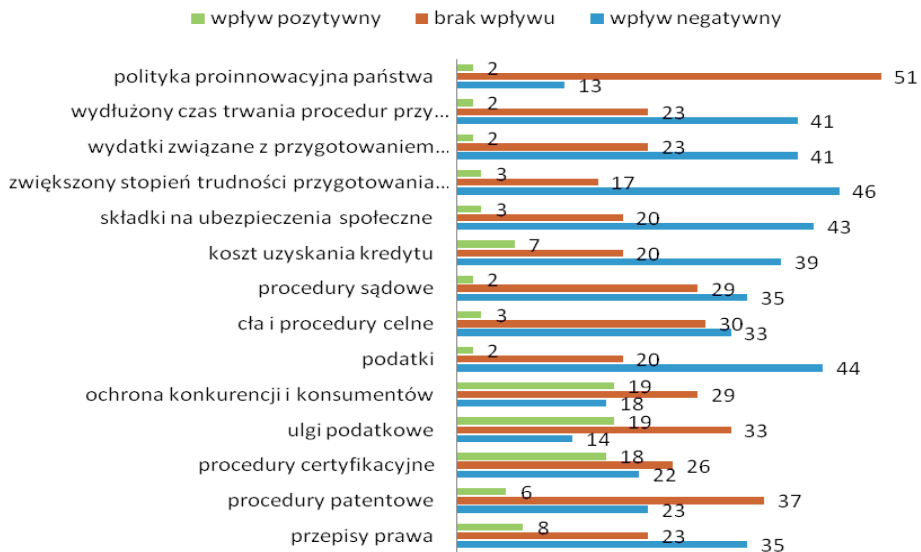 wpływ pozytywny brak wpływu wpływ negatywny
polityka proinnowacyjna państwa 2 51 13
wydłużony czas trwania procedur przy... 2 23 41
wydatki związane z przygotowaniem... 2 23 41
zwiększony stopień trudności przygotowania... 3 17 46
składki na ubezpieczenia społeczne 3 20 43
koszt uzyskania kredytu 7 20 39
procedury sądowe 2 29 35
cła i procedury celne 3 30 33
podatki 2 20 44
ochrona konkurencji i konsumentów 19 29 18
ulgi podatkowe 19 33 14
procedury certyfikacyjne 18 26 22
procedury patentowe 6 37 23
przepisy prawa 8 23 35